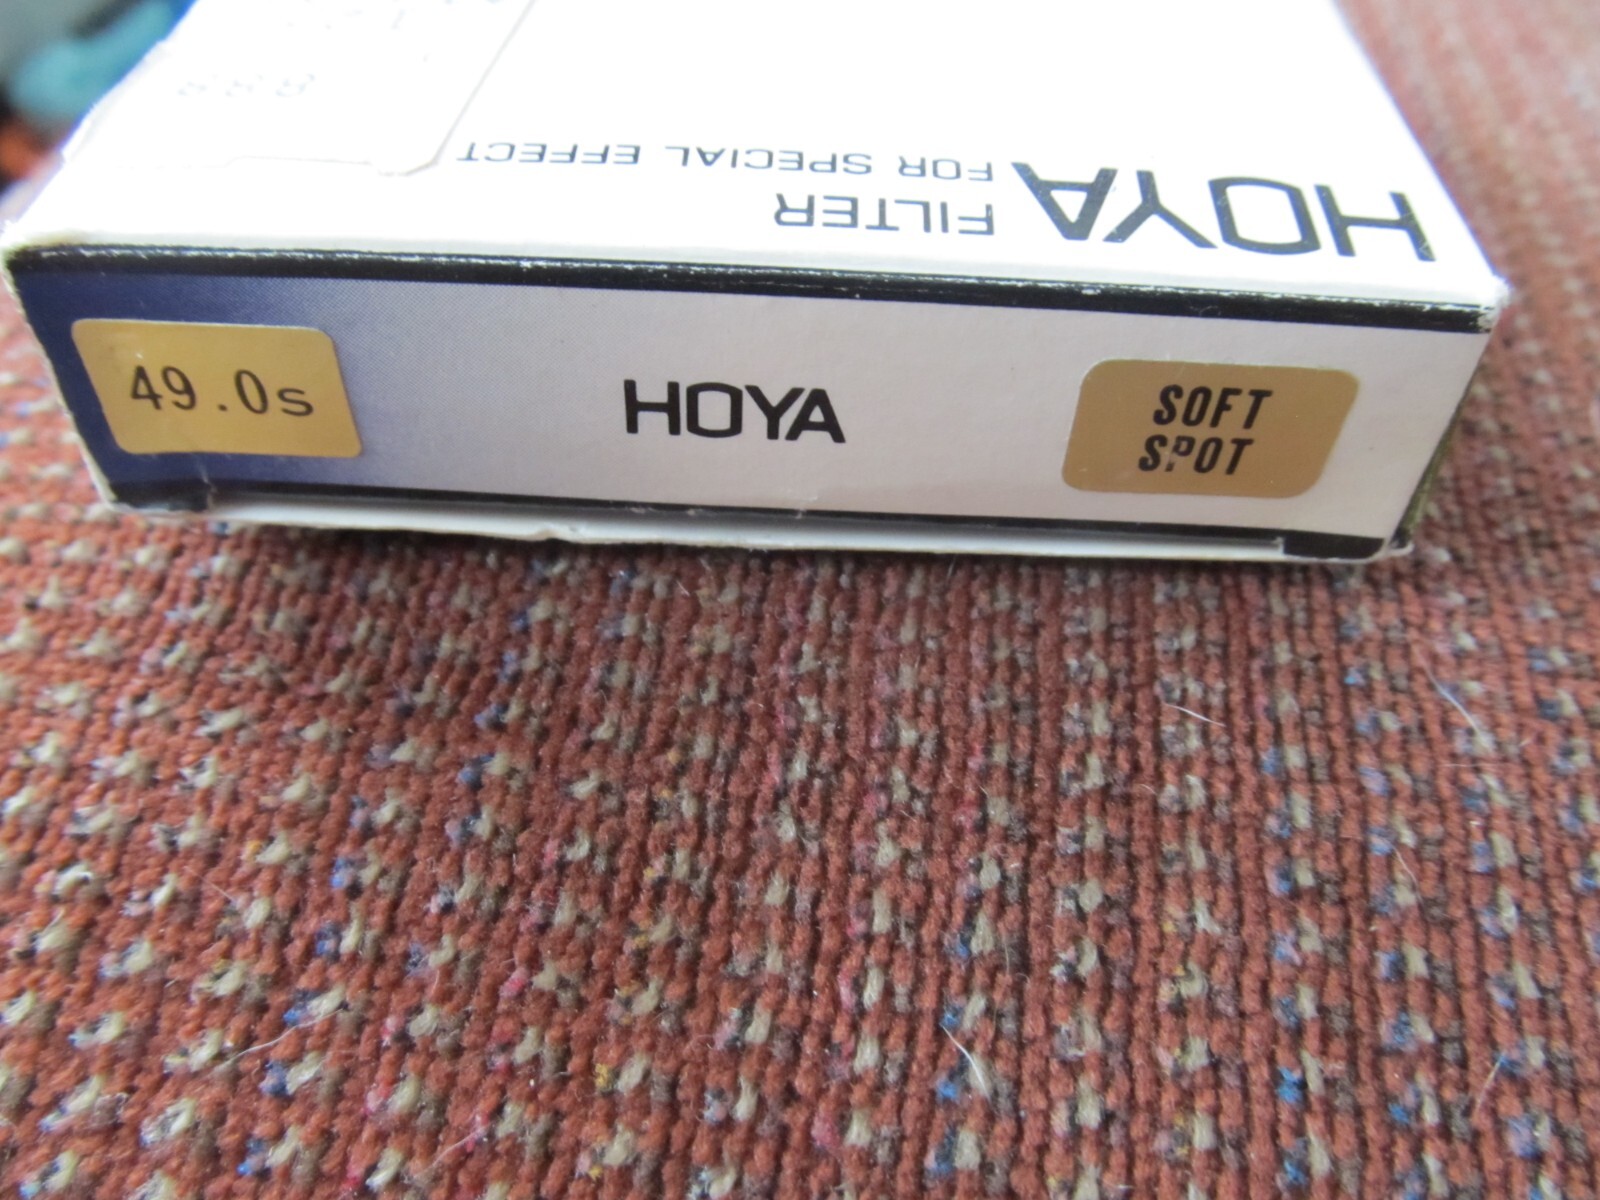 HOYA FILTER
FOR SPECIAL EFFECT
49.0s
HOYA
SOFT
SPOT